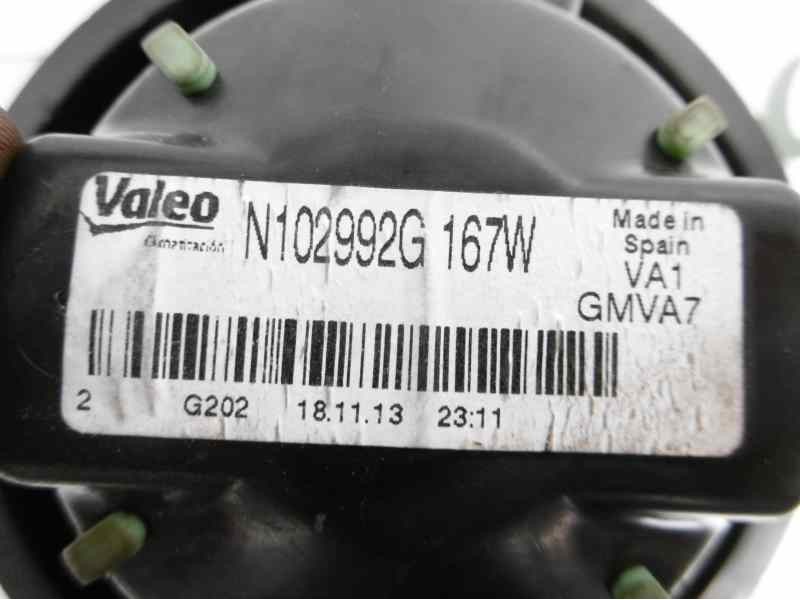 Valeo
Climatización
N102992G 167W
Made in
Spain
VA1
GMVA7
2 G202 18.11.13 23:11